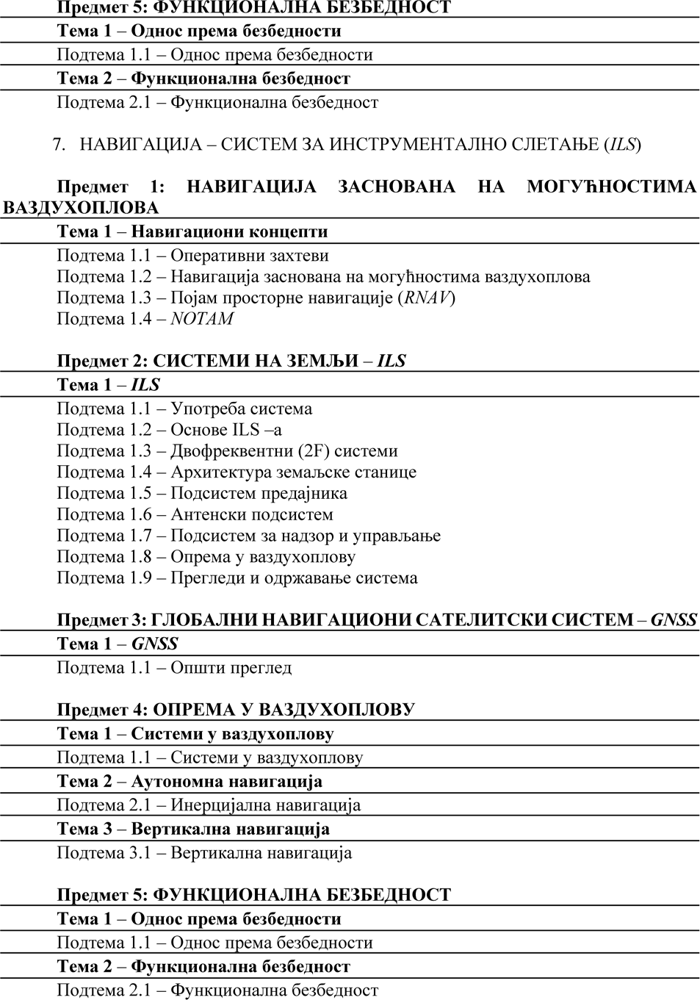 Предмет 5: ФУНКЦИОНАЛНА БЕЗБЕДНОСТ
Тема 1 – Однос према безбедности
Подтема 1.1 – Однос према безбедности
Тема 2 – Функционална безбедност
Подтема 2.1 – Функционална безбедност
7. НАВИГАЦИЈА – СИСТЕМ ЗА ИНСТРУМЕНТАЛНО СЛЕТАЊЕ (ILS)
Предмет 1: НАВИГАЦИЈА ЗАСНОВАНА НА МОГУЋНОСТИМА
ВАЗДУХОПЛОВА
Тема 1 – Навигациони концепти
Подтема 1.1 – Оперативни захтеви
Подтема 1.2 – Навигација заснована на могућностима ваздухоплова
Подтема 1.3 – Појам просторне навигације (RNAV)
Подтема 1.4 – NOTAM
Предмет 2: СИСТЕМИ НА ЗЕМЉИ – ILS
Тема 1 – ILS
Подтема 1.1 – Употреба система
Подтема 1.2 – Основе ILS –а
Подтема 1.3 – Двофреквентни (2F) системи
Подтема 1.4 – Архитектура земаљске станице
Подтема 1.5 – Подсистем предајника
Подтема 1.6 – Антенски подсистем
Подтема 1.7 – Подсистем за надзор и управљање
Подтема 1.8 – Опрема у ваздухоплову
Подтема 1.9 – Прегледи и одржавање система
Предмет 3: ГЛОБАЛНИ НАВИГАЦИОНИ САТЕЛИТСКИ СИСТЕМ – GNSS
Тема 1 – GNSS
Подтема 1.1 – Општи преглед
Предмет 4: ОПРЕМА У ВАЗДУХОПЛОВУ
Тема 1 – Системи у ваздухоплову
Подтема 1.1 – Системи у ваздухоплову
Тема 2 – Аутономна навигација
Подтема 2.1 – Инерцијална навигација
Тема 3 – Вертикална навигација
Подтема 3.1 – Вертикална навигација
Предмет 5: ФУНКЦИОНАЛНА БЕЗБЕДНОСТ
Тема 1 – Однос према безбедности
Подтема 1.1 – Однос према безбедности
Тема 2 – Функционална безбедност
Подтема 2.1 – Функционална безбедност